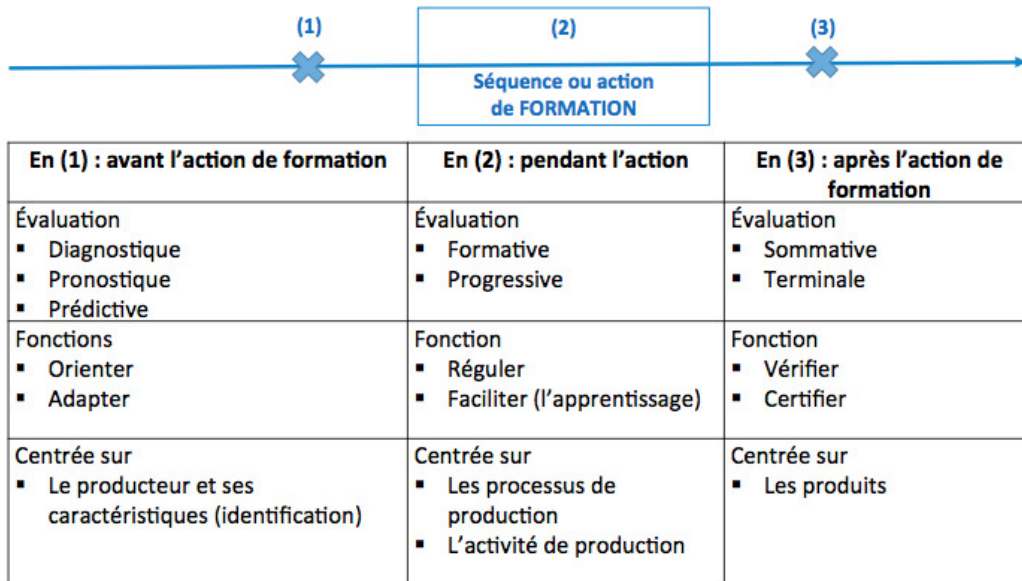 (1)
(2)
(3)
Séquence ou action
de FORMATION
En (1) : avant l'action de formation
En (2) : pendant l'action
En (3) : après l'action de
formation
Évaluation
▪ Diagnostique
▪ Pronostique
▪ Prédictive
Évaluation
▪ Formative
▪ Progressive
Évaluation
▪ Sommative
▪ Terminale
Fonctions
▪ Orienter
▪ Adapter
Fonction
▪ Réguler
▪ Faciliter (l'apprentissage)
Fonction
▪ Vérifier
▪ Certifier
Centrée sur
▪ Le producteur et ses
caractéristiques (identification)
Centrée sur
▪ Les processus de
production
▪ L'activité de production
Centrée sur
▪ Les produits